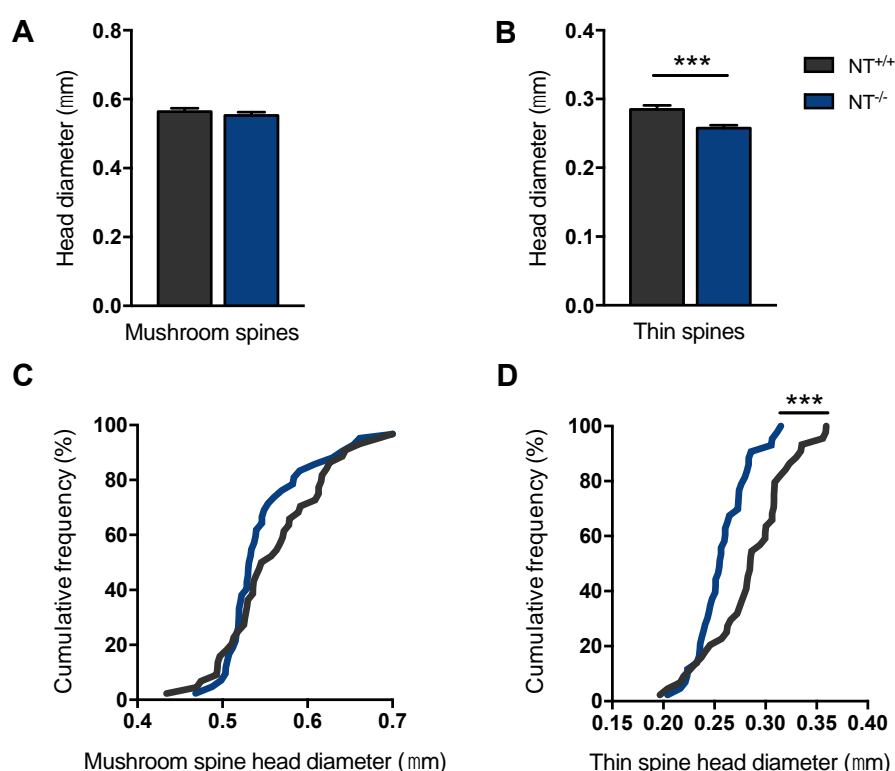 A
0.8
0.6
0.4
0.2
0.0
Head diameter (㎜)
Mushroom spines
B
0.4
0.3
0.2
0.1
0.0
Head diameter (㎜)
***
Thin spines
NT+/+
NT-/-
C
100
80
60
40
20
0
Cumulative frequency (%)
0.4 0.5 0.6 0.7
Mushroom spine head diameter (㎜)
D
***
100
80
60
40
20
0
Cumulative frequency (%)
0.15 0.20 0.25 0.30 0.35 0.40
Thin spine head diameter (㎜)